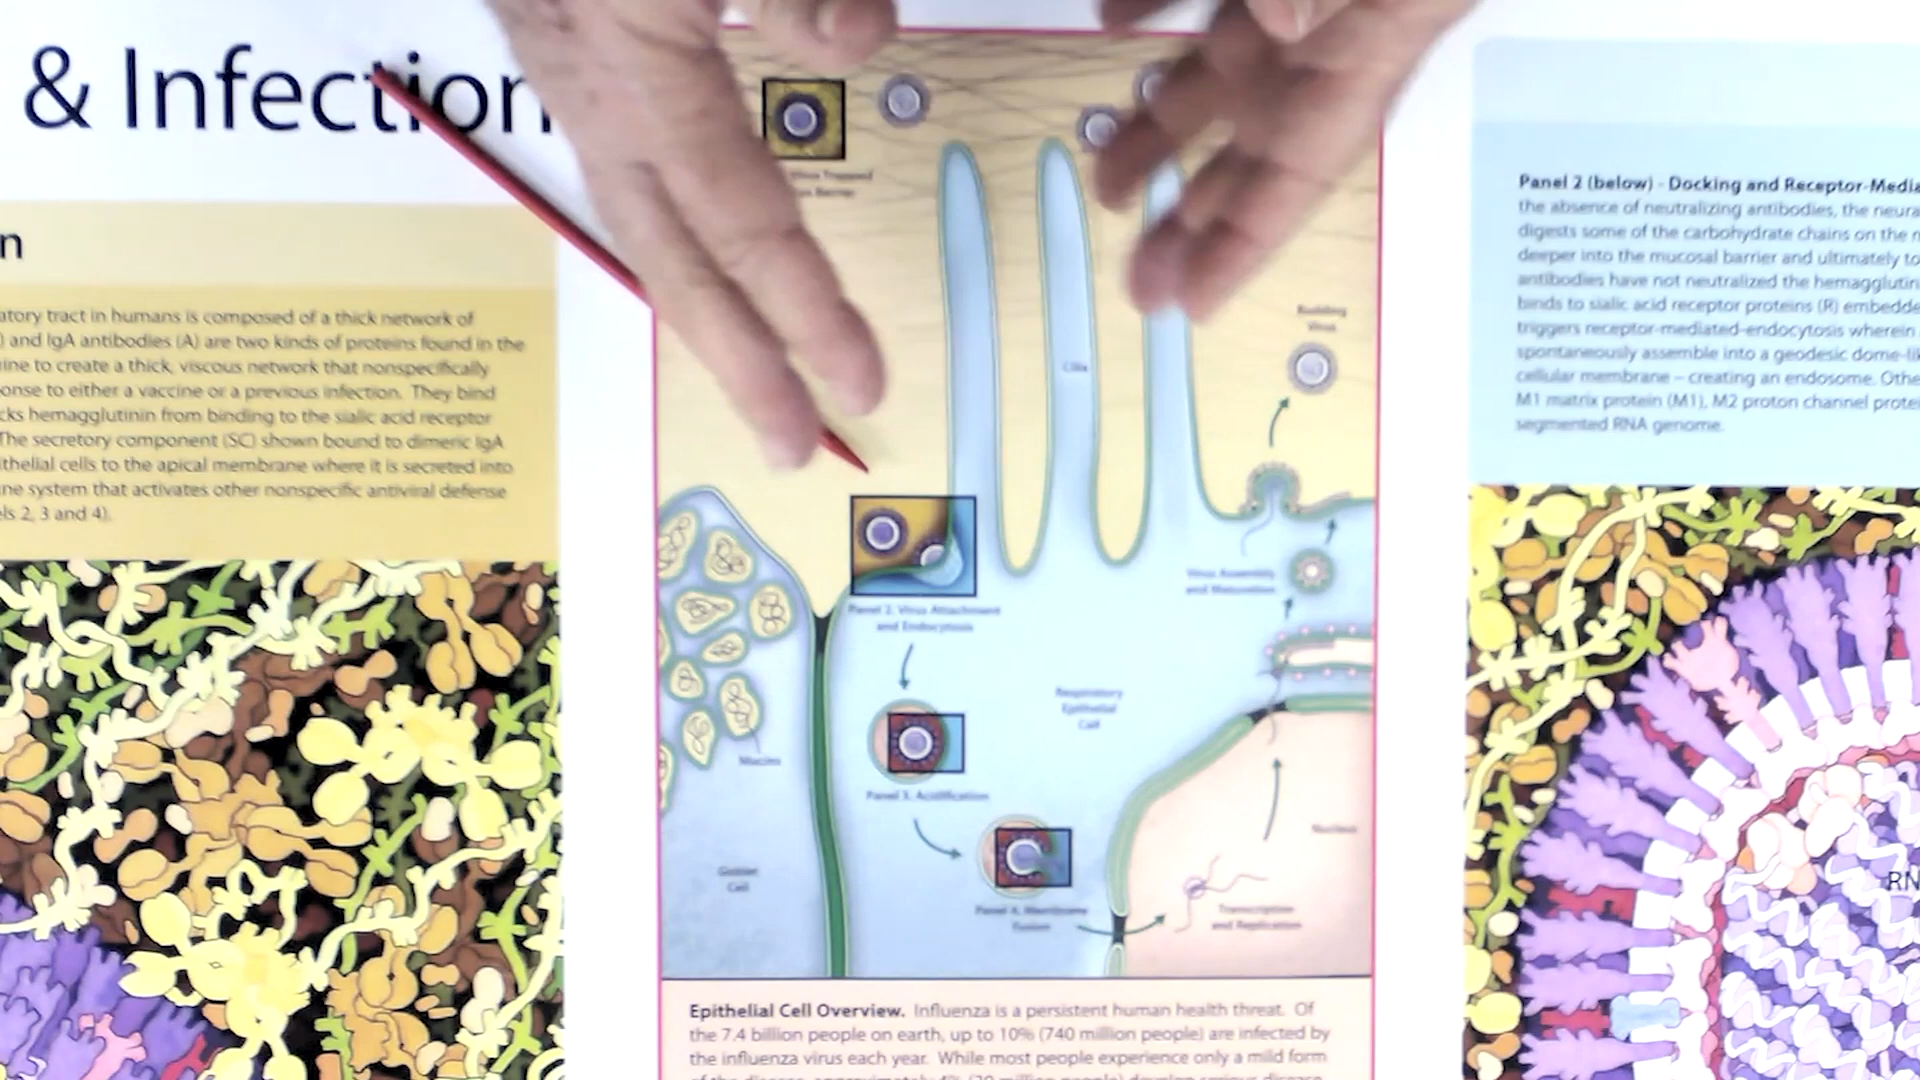 & Infection
n
atory tract in humans is composed of a thick network of
) and IgA antibodies (A) are two kinds of proteins found in the
ine to create a thick, viscous network that nonspecifically
onse to either a vaccine or a previous infection. They bind
cks hemagglutinin from binding to the sialic acid receptor
The secretory component (SC) shown bound to dimeric IgA
ithelial cells to the apical membrane where it is secreted into
ne system that activates other nonspecific antiviral defense
els 2, 3 and 4).
Virus Trapped
Barrier
Cilia
Budding
Virus
Virus Assembly
and Maturation
Panel 2. Virus Attachment
and Endocytosis
Respiratory
Epithelial
Cell
Mucins
Panel 3. Acidification
Goblet
Cell
Nucleus
Panel 4. Membrane
Fusion
Transcription
and Replication
Epithelial Cell Overview. Influenza is a persistent human health threat. Of
the 7.4 billion people on earth, up to 10% (740 million people) are infected by
the influenza virus each year. While most people experience only a mild form
Panel 2 (below) - Docking and Receptor-Media
the absence of neutralizing antibodies, the neura
digests some of the carbohydrate chains on the
deeper into the mucosal barrier and ultimately to
antibodies have not neutralized the hemagglutin
binds to sialic acid receptor proteins (R) embedde
triggers receptor-mediated-endocytosis wherein
spontaneously assemble into a geodesic dome-li
cellular membrane – creating an endosome. Othe
M1 matrix protein (M1), M2 proton channel prote
segmented RNA genome.
RN